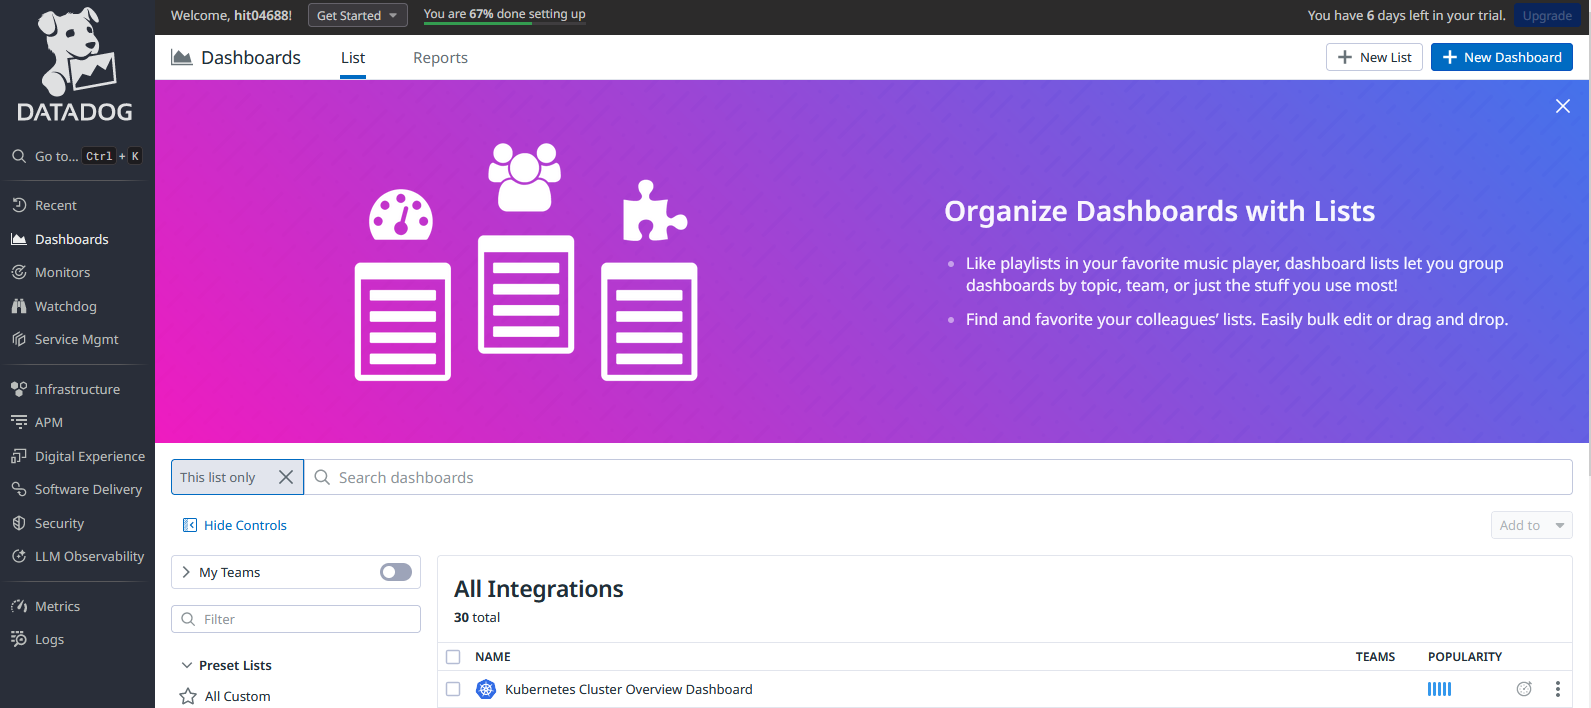 Welcome, hit04688!
Get Started
You are 67% done setting up
You have 6 days left in your trial.
Upgrade
DATADOG
Go to... Ctrl + K
Recent
Dashboards
Monitors
Watchdog
Service Mgmt
Infrastructure
APM
Digital Experience
Software Delivery
Security
LLM Observability
Metrics
Logs
Dashboards
List
Reports
New List
New Dashboard
Organize Dashboards with Lists
Like playlists in your favorite music player, dashboard lists let you group
dashboards by topic, team, or just the stuff you use most!
Find and favorite your colleagues’ lists. Easily bulk edit or drag and drop.
This list only
Search dashboards
Hide Controls
Add to
My Teams
Filter
Preset Lists
All Custom
All Integrations
30 total
NAME TEAMS POPULARITY
Kubernetes Cluster Overview Dashboard